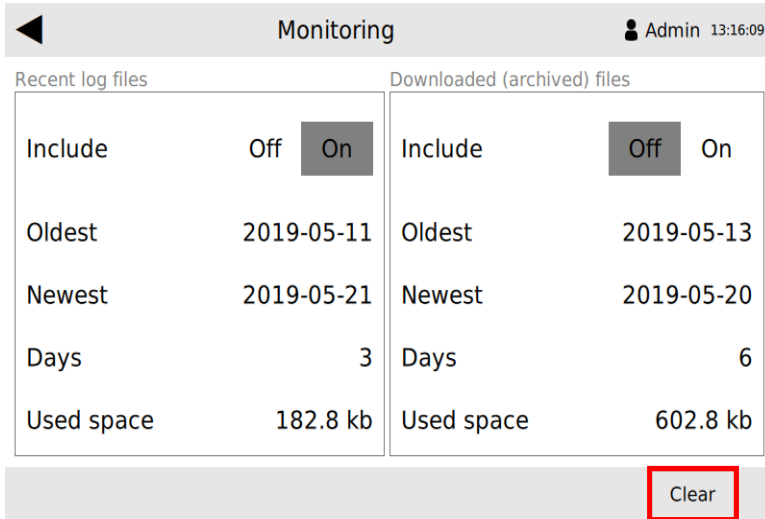 Monitoring Admin 13:16:09
Recent log files
Include Off On
Oldest 2019-05-11
Newest 2019-05-21
Days 3
Used space 182.8 kb
Downloaded (archived) files
Include Off On
Oldest 2019-05-13
Newest 2019-05-20
Days 6
Used space 602.8 kb
Clear